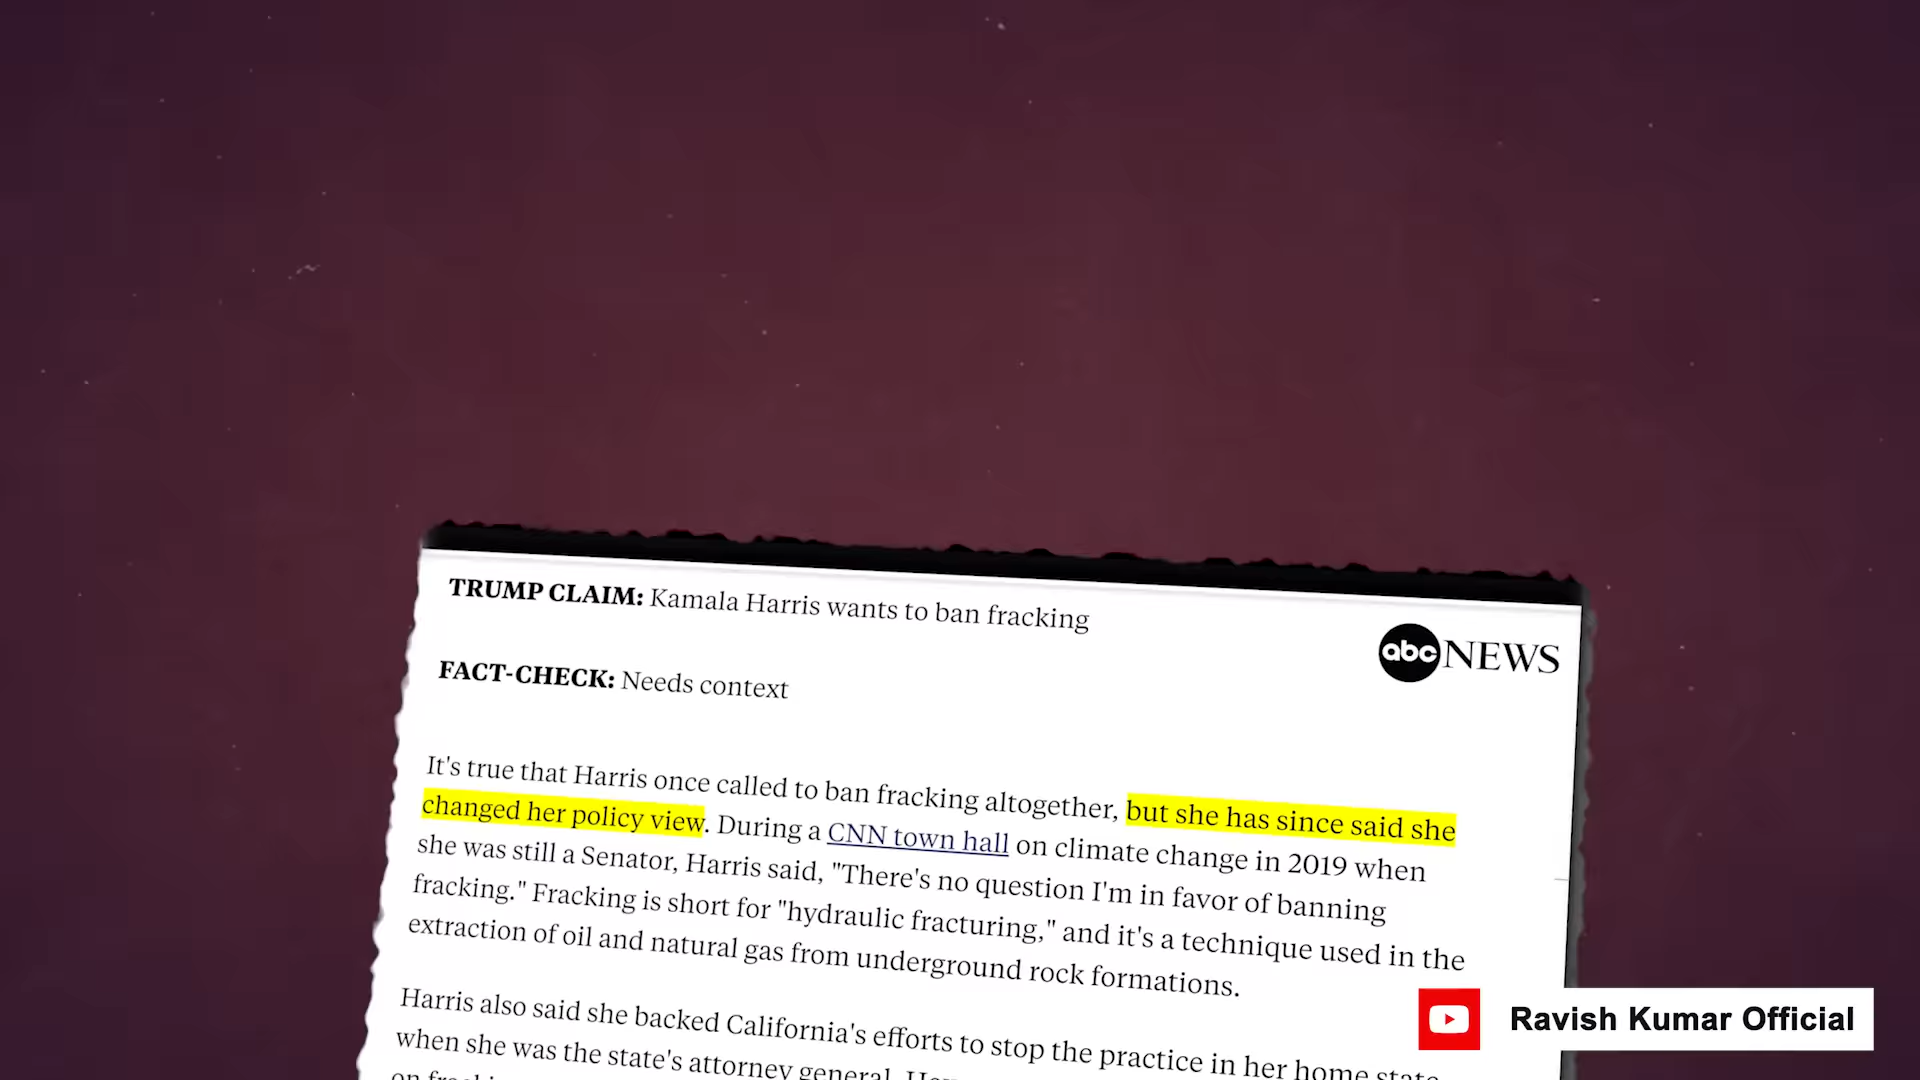 TRUMP CLAIM: Kamala Harris wants to ban fracking
abc NEWS
FACT-CHECK: Needs context
It's true that Harris once called to ban fracking altogether, but she has since said she
changed her policy view. During a CNN town hall on climate change in 2019 when
she was still a Senator, Harris said, "There's no question I'm in favor of banning
fracking." Fracking is short for "hydraulic fracturing," and it's a technique used in the
extraction of oil and natural gas from underground rock formations.
Harris also said she backed California's efforts to stop the practice in her home state
when she was the state's attorney general.
on
Ravish Kumar Official